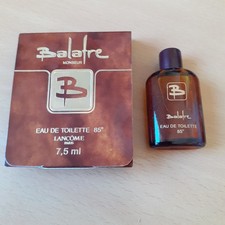 Balafre
MONSIEUR
B
EAU DE TOILETTE 85°
LANCÔME
PARIS
7,5 ml
B
Balafre
EAU DE TOILETTE
85°